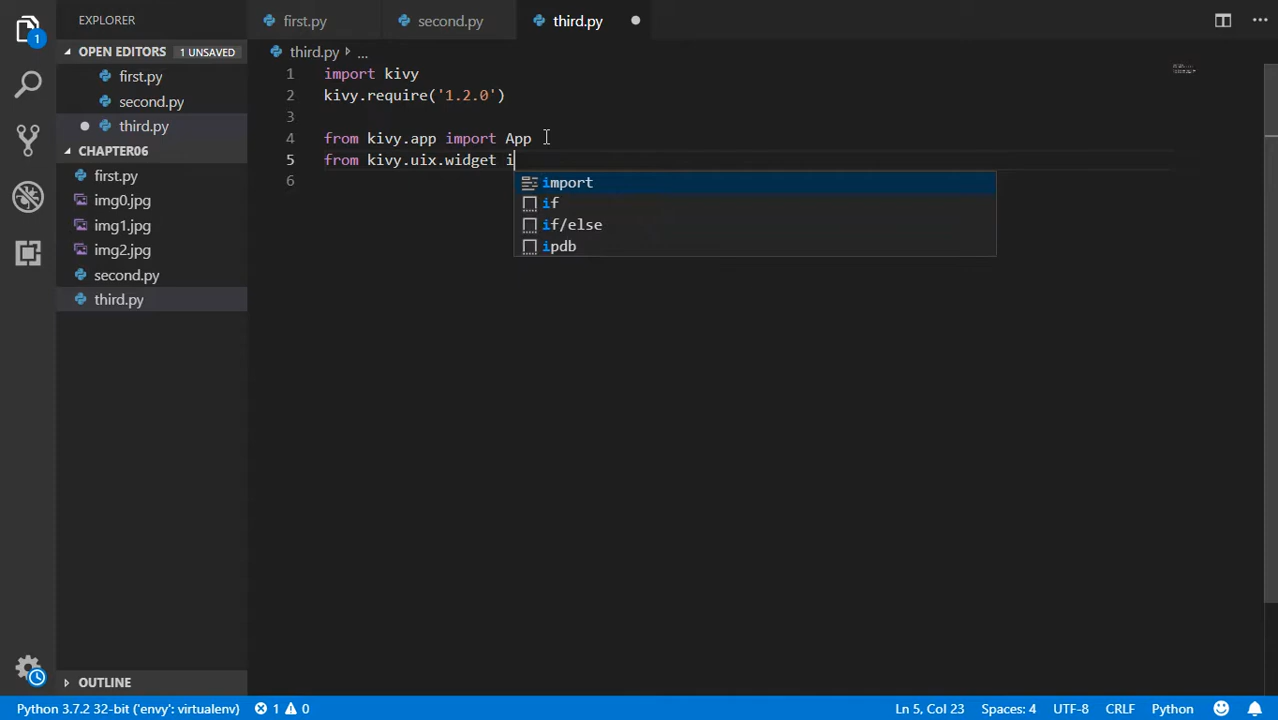 EXPLORER
first.py
second.py
third.py
OPEN EDITORS
1 UNSAVED
first.py
second.py
third.py
CHAPTER06
first.py
img0.jpg
img1.jpg
img2.jpg
second.py
third.py
OUTLINE
1
third.py ...
1 import kivy
2 kivy.require('1.2.0')
3
4 from kivy.app import App
5 from kivy.uix.widget i
6
import
if
if/else
ipdb
Python 3.7.2 32-bit ('envy': virtualenv) 1 0 Ln 5, Col 23 Spaces: 4 UTF-8 CRLF Python